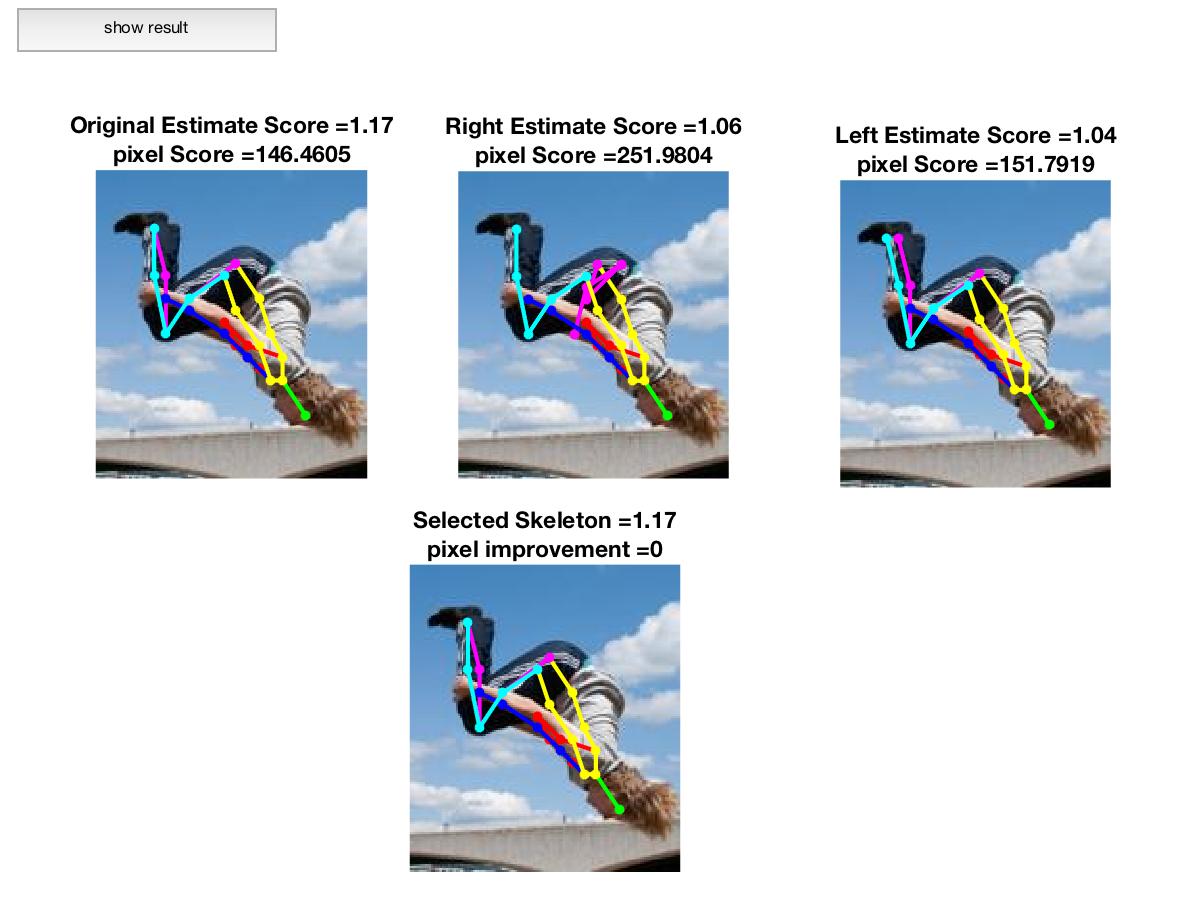 show result
Original Estimate Score =1.17
pixel Score =146.4605
Right Estimate Score =1.06
pixel Score =251.9804
Left Estimate Score =1.04
pixel Score =151.7919
Selected Skeleton =1.17
pixel improvement =0